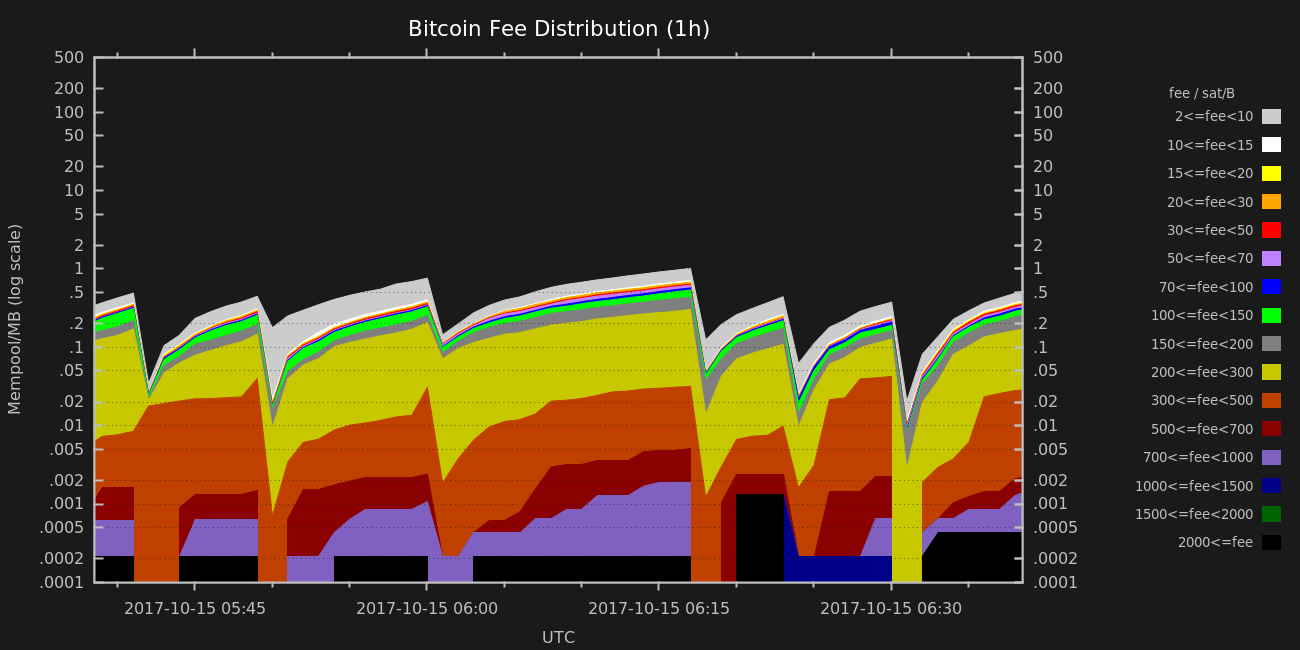 Bitcoin Fee Distribution (1h)
500 500
200 200
100 100
50 50
20 20
10 10
5 5
2 2
1 1
.5 .5
.2 .2
.1 .1
.05 .05
.02 .02
.01 .01
.005 .005
.002 .002
.001 .001
.0005 .0005
.0002 .0002
.0001 .0001
Mempool/MB (log scale)
2017-10-15 05:45 2017-10-15 06:00 2017-10-15 06:15 2017-10-15 06:30
UTC
fee / sat/B
2<=fee<10
10<=fee<15
15<=fee<20
20<=fee<30
30<=fee<50
50<=fee<70
70<=fee<100
100<=fee<150
150<=fee<200
200<=fee<300
300<=fee<500
500<=fee<700
700<=fee<1000
1000<=fee<1500
1500<=fee<2000
2000<=fee